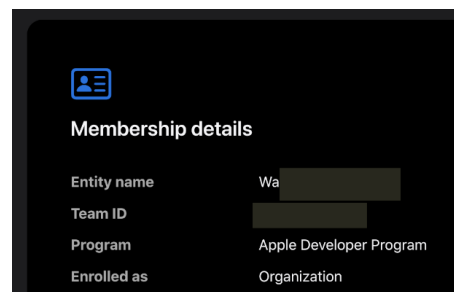 Membership details
Entity name Wa
Team ID
Program Apple Developer Program
Enrolled as Organization